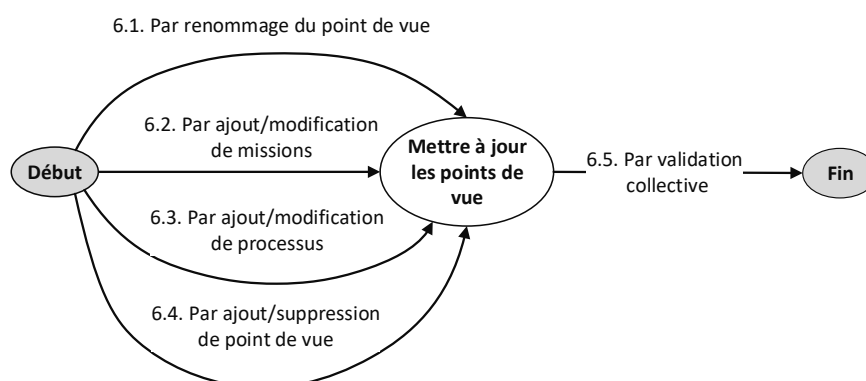 6.1. Par renommage du point de vue
6.2. Par ajout/modification
de missions
Début
Mettre à jour
les points de
vue
6.5. Par validation
collective
Fin
6.3. Par ajout/modification
de processus
6.4. Par ajout/suppression
de point de vue